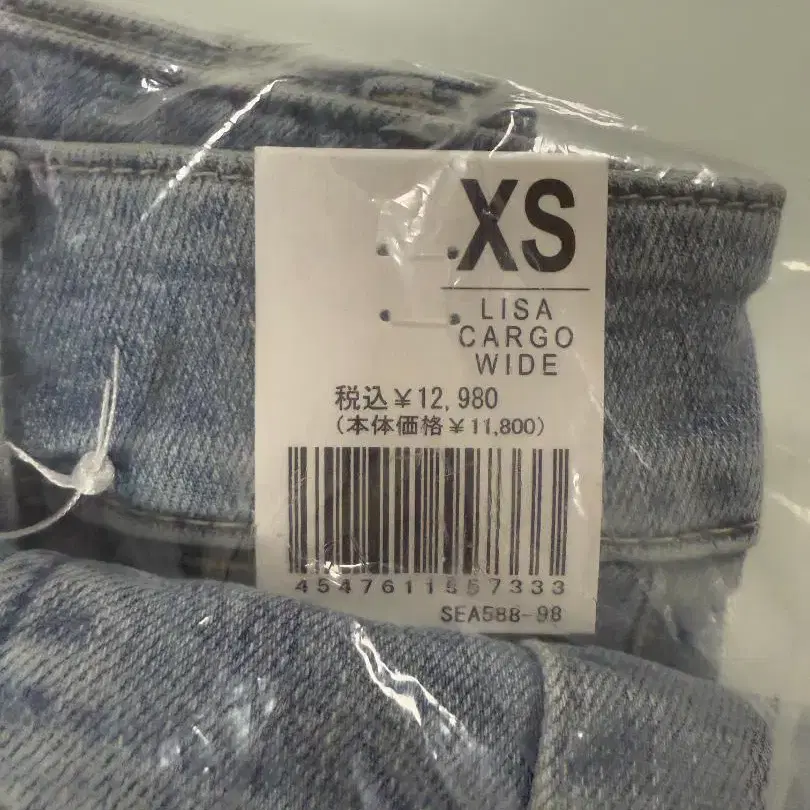 XS
LISA
CARGO
WIDE
税込¥12,980
(本体価格¥11,800)
4547611557333
SEA588-98